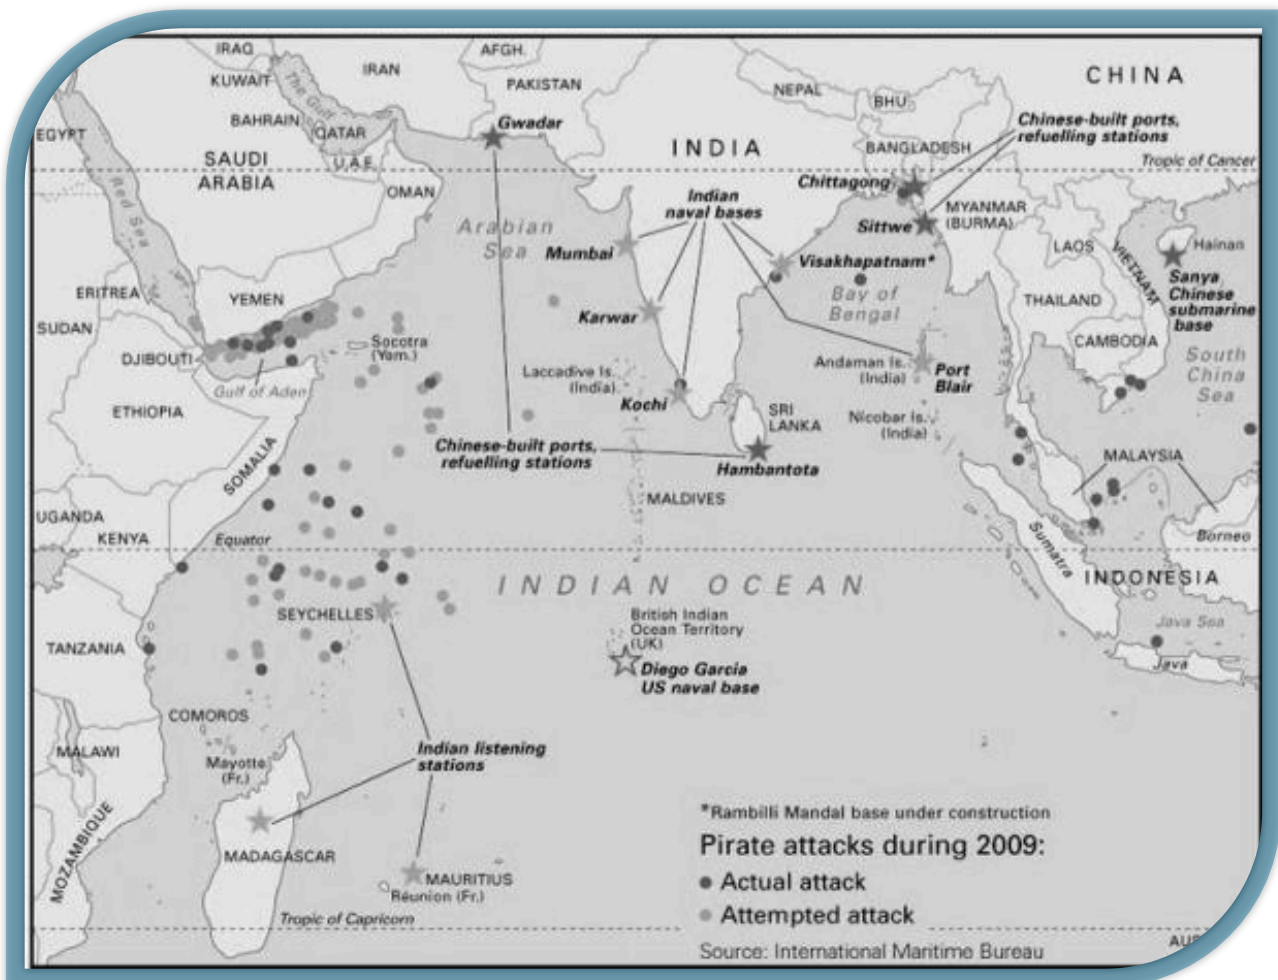 IRAQ
AFGH.
IRAN
KUWAIT
The Gulf
PAKISTAN
NEPAL
CHINA
BHU.
EGYPT
BAHRAIN
QATAR
Gwadar
Chinese-built ports,
refuelling stations
SAUDI
ARABIA
U.A.E.
INDIA
BANGLADESH
Tropic of Cancer
Red Sea
OMAN
Chittagong
Indian
naval bases
MYANMAR
(BURMA)
Arabian
Sea
Mumbai
Sittwe
LAOS
VIETNAM
Hainan
Visakhapatnam*
Sanya
Chinese
submarine
base
ERITREA
YEMEN
Bay of
Bengal
THAILAND
SUDAN
Karwar
CAMBODIA
DJIBOUTI
Socotra
(Yem.)
South
China
Sea
Gulf of Aden
Laccadive Is.
(India)
Andaman Is.
(India)
Port
Blair
ETHIOPIA
Kochi
SRI
LANKA
Nicobar Is.
(India)
SOMALIA
Chinese-built ports,
refuelling stations
Hambantota
MALAYSIA
MALDIVES
UGANDA
KENYA
Equator
Sumatra
Borneo
INDIAN OCEAN
INDONESIA
SEYCHELLES
British Indian
Ocean Territory
(UK)
Java Sea
TANZANIA
Diego Garcia
US naval base
Java
COMOROS
MALAWI
Mayotte
(Fr.)
Indian listening
stations
MOZAMBIQUE
*Rambilli Mandal base under construction
Pirate attacks during 2009:
MADAGASCAR
MAURITIUS
Réunion (Fr.)
Actual attack
Tropic of Capricorn
Attempted attack
Source: International Maritime Bureau